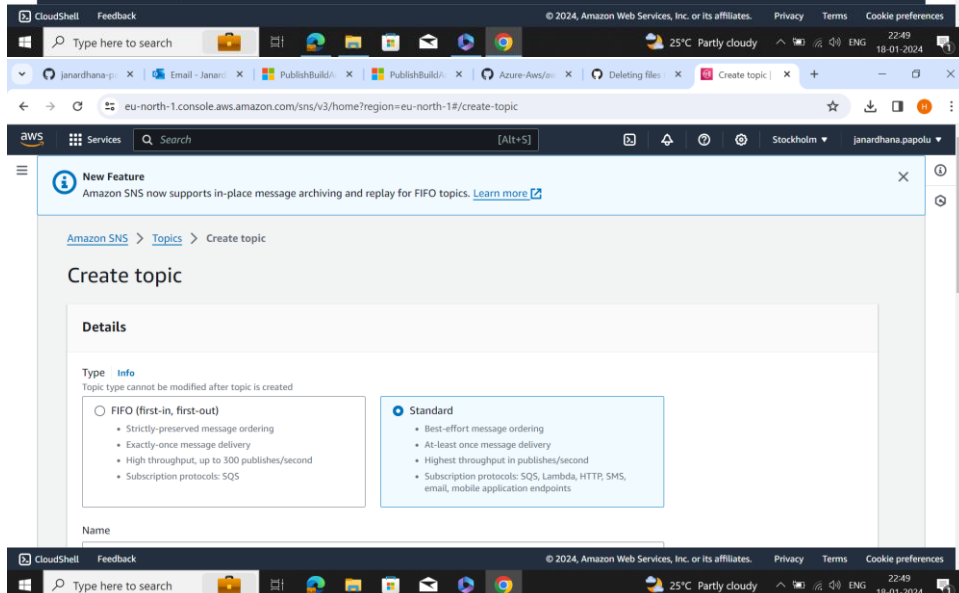 CloudShell Feedback © 2024, Amazon Web Services, Inc. or its affiliates. Privacy Terms Cookie preferences
Type here to search 25°C Partly cloudy ENG 22:49
18-01-2024
janardhana-p Email - Janard PublishBuildA PublishBuildA Azure-Aws/a Deleting files Create topic |
eu-north-1.console.aws.amazon.com/sns/v3/home?region=eu-north-1#/create-topic
aws Services Search [Alt+S] Stockholm janardhana.papolu
New Feature
Amazon SNS now supports in-place message archiving and replay for FIFO topics. Learn more
Amazon SNS > Topics > Create topic
Create topic
Details
Type Info
Topic type cannot be modified after topic is created
FIFO (first-in, first-out)
• Strictly-preserved message ordering
• Exactly-once message delivery
• High throughput, up to 300 publishes/second
• Subscription protocols: SQS
Standard
• Best-effort message ordering
• At-least once message delivery
• Highest throughput in publishes/second
• Subscription protocols: SQS, Lambda, HTTP, SMS,
email, mobile application endpoints
Name
CloudShell Feedback © 2024, Amazon Web Services, Inc. or its affiliates. Privacy Terms Cookie preferences
Type here to search 25°C Partly cloudy ENG 22:49
18-01-2024